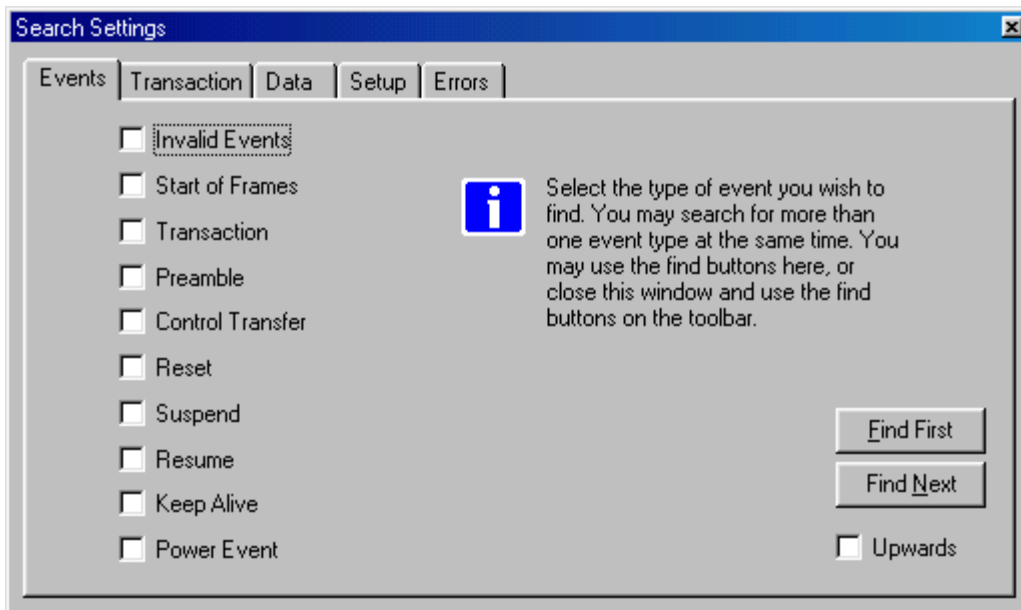 Search Settings
Events
Transaction
Data
Setup
Errors
Invalid Events
Start of Frames
Transaction
Preamble
Control Transfer
Reset
Suspend
Resume
Keep Alive
Power Event
Select the type of event you wish to
find. You may search for more than
one event type at the same time. You
may use the find buttons here, or
close this window and use the find
buttons on the toolbar.
Find First
Find Next
Upwards